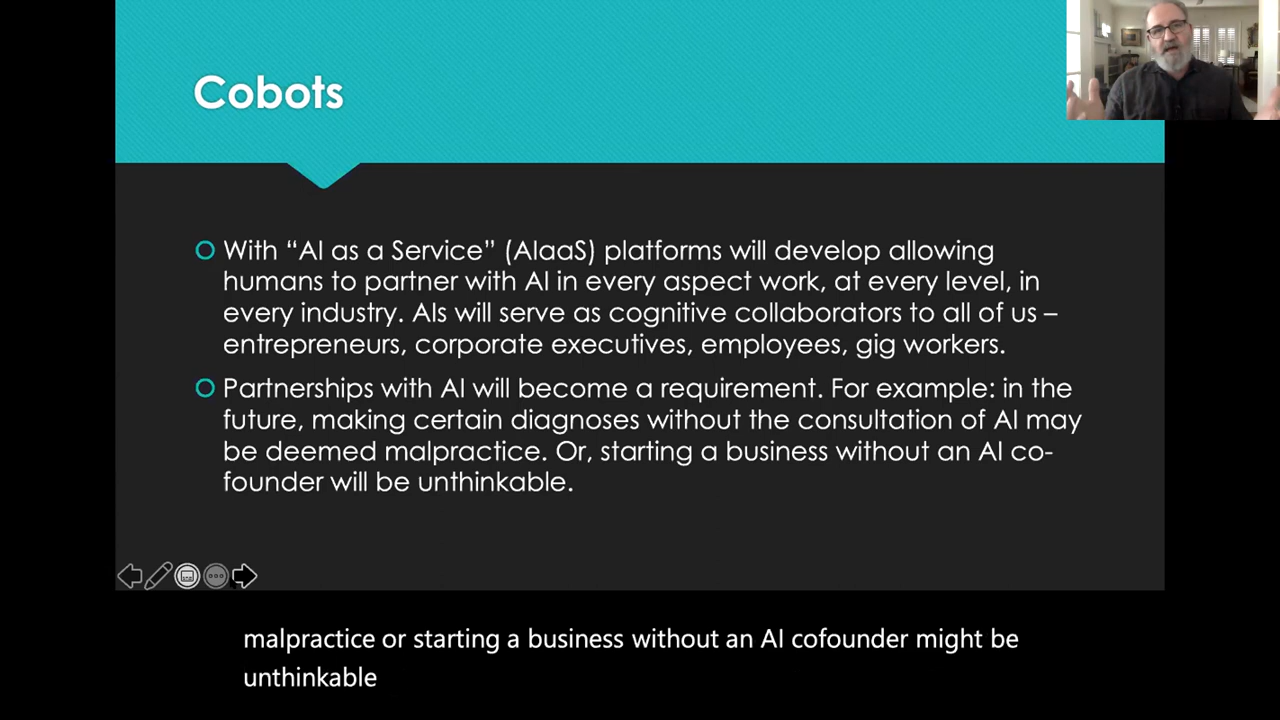 Cobots
With “AI as a Service” (AIaaS) platforms will develop allowing
humans to partner with AI in every aspect work, at every level, in
every industry. AIs will serve as cognitive collaborators to all of us –
entrepreneurs, corporate executives, employees, gig workers.
Partnerships with AI will become a requirement. For example: in the
future, making certain diagnoses without the consultation of AI may
be deemed malpractice. Or, starting a business without an AI co-
founder will be unthinkable.
malpractice or starting a business without an AI cofounder might be
unthinkable